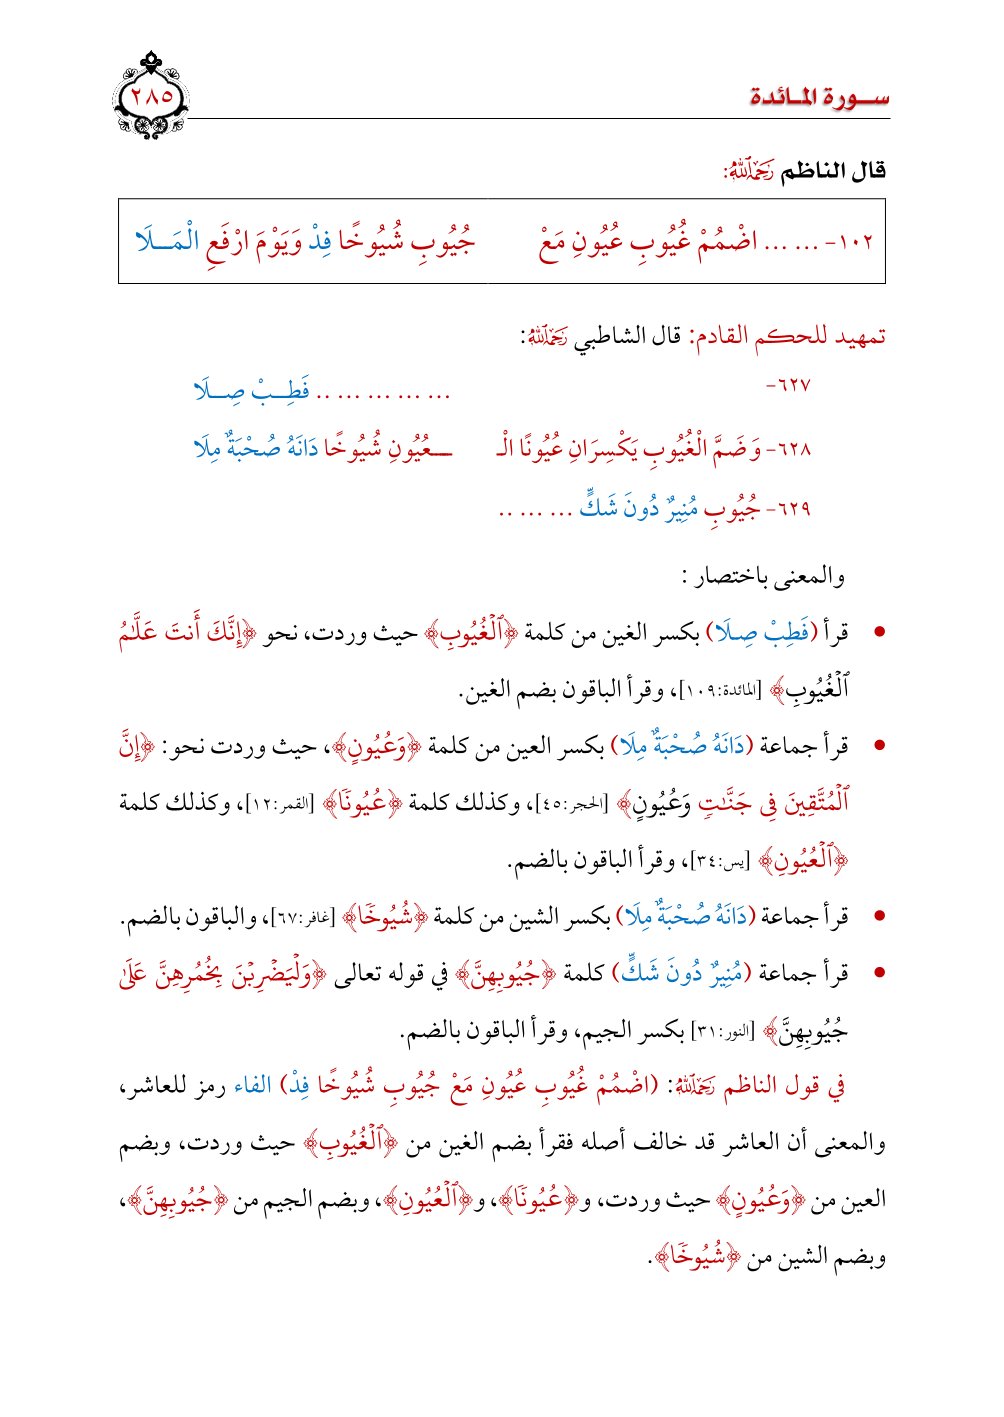 سـورة المـائدة
٢٨٥
قال الناظم رَحِمَهُ ٱللَّهُ:
١٠٢- ... ... اضْمُمْ غُيُوبِ عُيُونِ مَعْ جُيُوبِ شُيُوخًا فِدْ وَيَوْمَ ارْفَعِ الْمَـلَا
تمهيد للحكم القادم: قال الشاطبي رَحِمَهُ ٱللَّهُ:
٦٢٧- ... ... ... ... .. فَطِـبْ صِـلَا
٦٢٨- وَضَمَّ الْغُيُوبِ يَكْسِرَانِ عُيُونًا الْـ ـعُيُونِ شُيُوخًا دَانَهُ صُحْبَةٌ مِلَا
٦٢٩- جُيُوبِ مُنِيرٌ دُونَ شَكٍّ ... ... ..
والمعنى باختصار :
• قرأ (فَطِبْ صِلَا) بكسر الغين من كلمة ﴿ٱلۡغُيُوبِ﴾ حيث وردت، نحو ﴿إِنَّكَ أَنتَ عَلَّـٰمُ
ٱلۡغُيُوبِ﴾ [المائدة:١٠٩]، وقرأ الباقون بضم الغين.
• قرأ جماعة (دَانَهُ صُحْبَةٌ مِلَا) بكسر العين من كلمة ﴿وَعُيُونٍ﴾، حيث وردت نحو: ﴿إِنَّ
ٱلۡمُتَّقِينَ فِى جَنَّـٰتٍ وَعُيُونٍ﴾ [الحجر:٤٥]، وكذلك كلمة ﴿عُيُونًا﴾ [القمر:١٢]، وكذلك كلمة
﴿ٱلۡعُيُونِ﴾ [يس:٣٤]، وقرأ الباقون بالضم.
• قرأ جماعة (دَانَهُ صُحْبَةٌ مِلَا) بكسر الشين من كلمة ﴿شُيُوخًا﴾ [غافر:٦٧]، والباقون بالضم.
• قرأ جماعة (مُنِيرٌ دُونَ شَكٍّ) كلمة ﴿جُيُوبِهِنَّ﴾ في قوله تعالى ﴿وَلۡيَضۡرِبۡنَ بِخُمُرِهِنَّ عَلَىٰ
جُيُوبِهِنَّ﴾ [النور:٣١] بكسر الجيم، وقرأ الباقون بالضم.
في قول الناظم رَحِمَهُ ٱللَّهُ: (اضْمُمْ غُيُوبِ عُيُونِ مَعْ جُيُوبِ شُيُوخًا فِدْ) الفاء رمز للعاشر،
والمعنى أن العاشر قد خالف أصله فقرأ بضم الغين من ﴿ٱلۡغُيُوبِ﴾ حيث وردت، وبضم
العين من ﴿وَعُيُونٍ﴾ حيث وردت، و﴿عُيُونًا﴾، و﴿ٱلۡعُيُونِ﴾، وبضم الجيم من ﴿جُيُوبِهِنَّ﴾،
وبضم الشين من ﴿شُيُوخًا﴾.